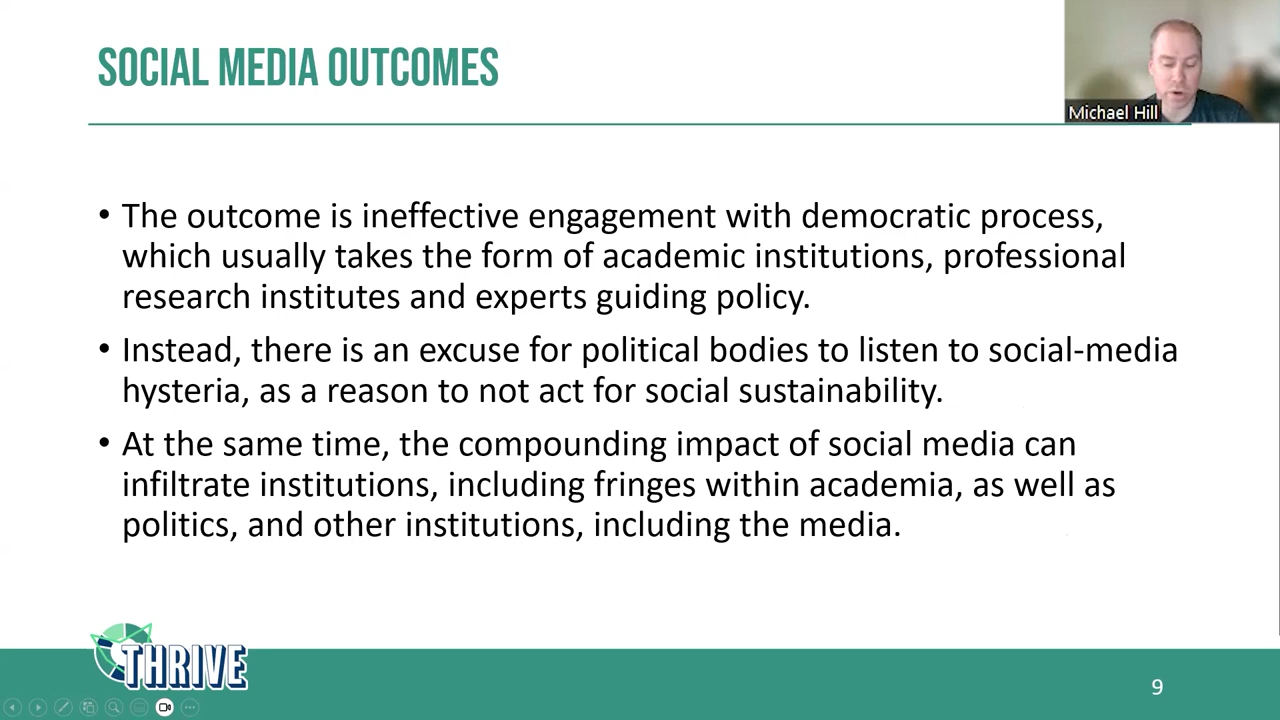 SOCIAL MEDIA OUTCOMES
Michael Hill
• The outcome is ineffective engagement with democratic process,
which usually takes the form of academic institutions, professional
research institutes and experts guiding policy.
• Instead, there is an excuse for political bodies to listen to social-media
hysteria, as a reason to not act for social sustainability.
• At the same time, the compounding impact of social media can
infiltrate institutions, including fringes within academia, as well as
politics, and other institutions, including the media.
THRIVE
9